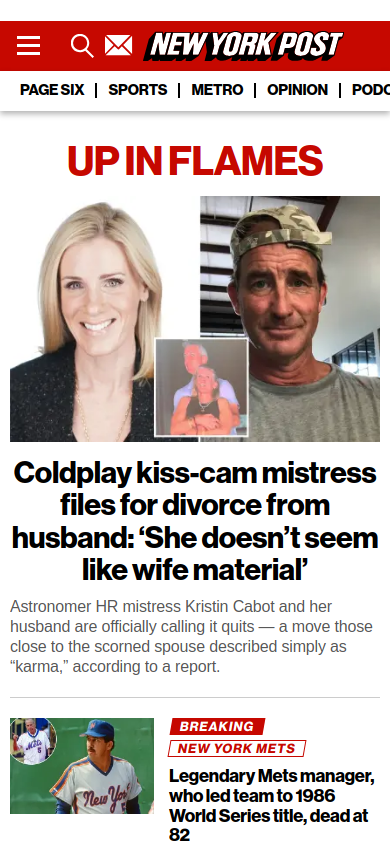 NEW YORK POST
PAGE SIX
SPORTS
METRO
OPINION
PODC
UP IN FLAMES
Coldplay kiss-cam mistress
files for divorce from
husband: ‘She doesn’t seem
like wife material’
Astronomer HR mistress Kristin Cabot and her
husband are officially calling it quits — a move those
close to the scorned spouse described simply as
“karma,” according to a report.
BREAKING
NEW YORK METS
Legendary Mets manager,
who led team to 1986
World Series title, dead at
82
Mets
New York